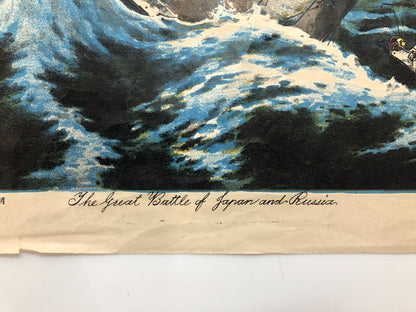 The Great Battle of Japan and Russia.